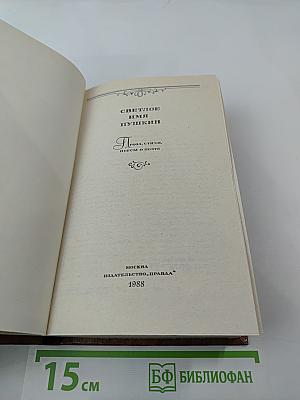 СВЕТЛОЕ
ИМЯ
ПУШКИН
Проза, стихи,
пьесы о поэте
МОСКВА
ИЗДАТЕЛЬСТВО „ПРАВДА“
1988
15 см
БФ БИБЛИОФАН